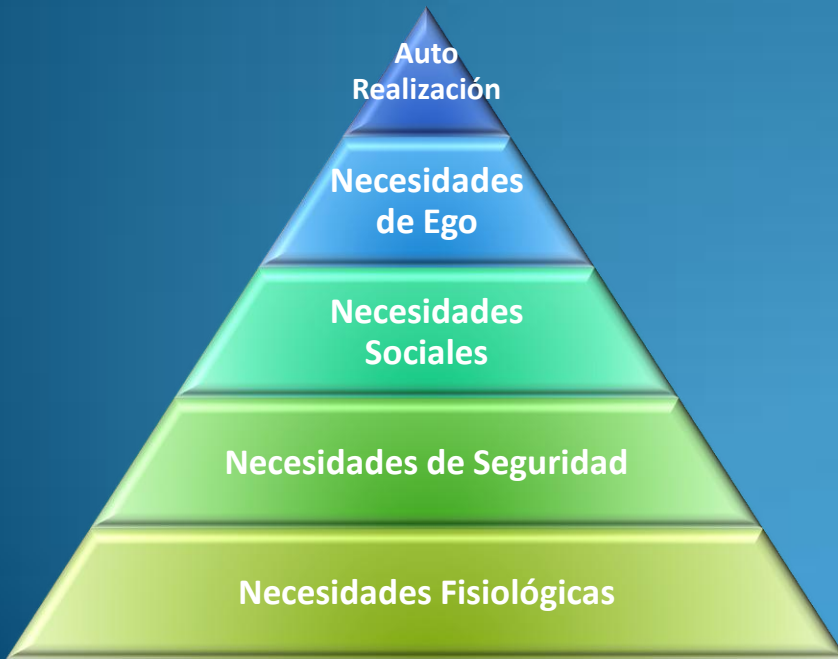 Auto
Realización
Necesidades
de Ego
Necesidades
Sociales
Necesidades de Seguridad
Necesidades Fisiológicas